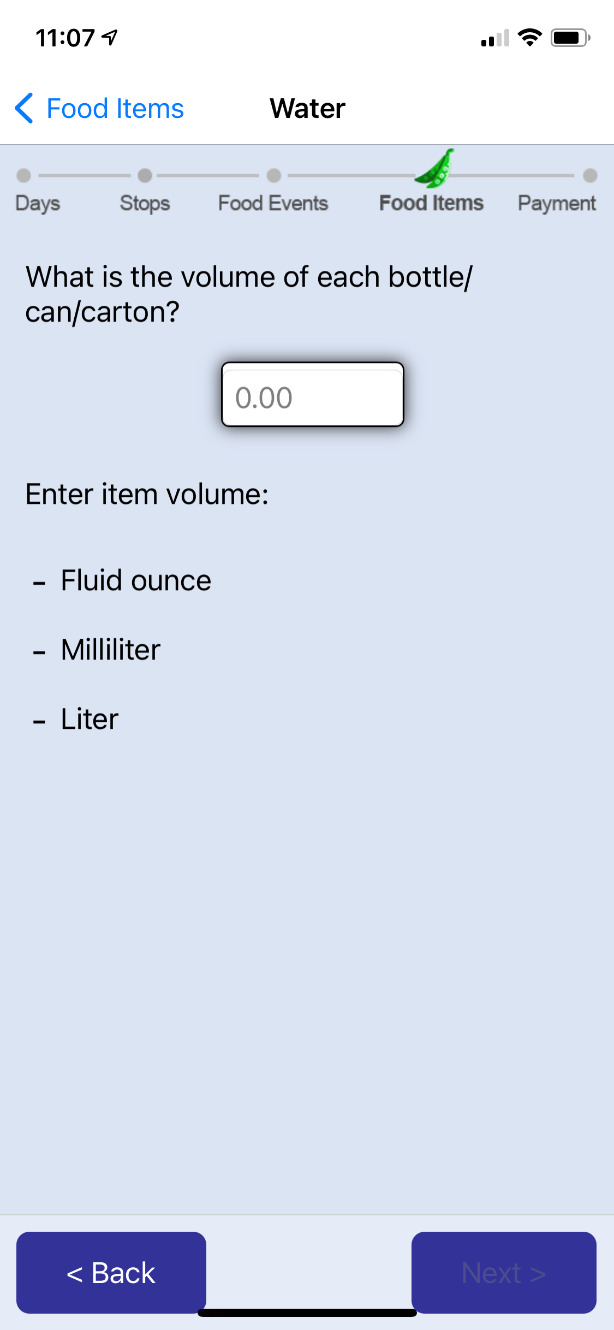 11:07
Food Items Water
Days Stops Food Events Food Items Payment
What is the volume of each bottle/
can/carton?
0.00
Enter item volume:
- Fluid ounce
- Milliliter
- Liter
< Back Next >